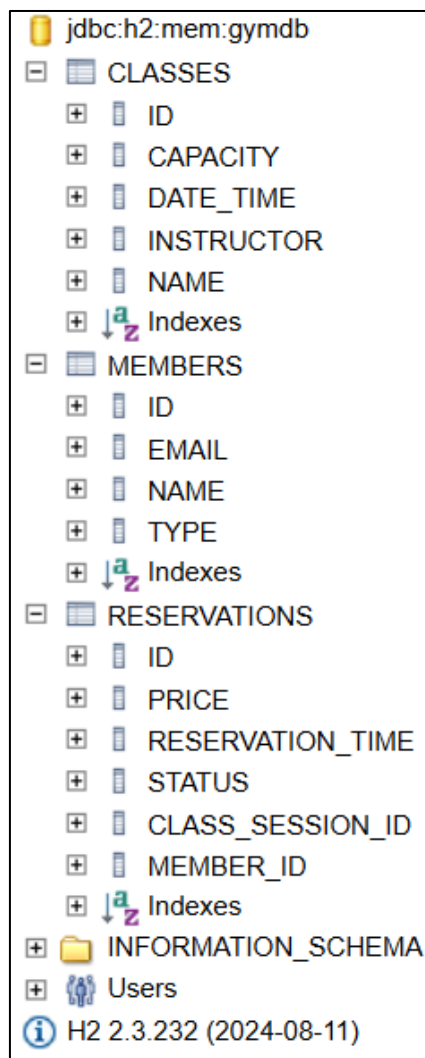 jdbc:h2:mem:gymdb
CLASSES
ID
CAPACITY
DATE_TIME
INSTRUCTOR
NAME
Indexes
MEMBERS
ID
EMAIL
NAME
TYPE
Indexes
RESERVATIONS
ID
PRICE
RESERVATION_TIME
STATUS
CLASS_SESSION_ID
MEMBER_ID
Indexes
INFORMATION_SCHEMA
Users
H2 2.3.232 (2024-08-11)